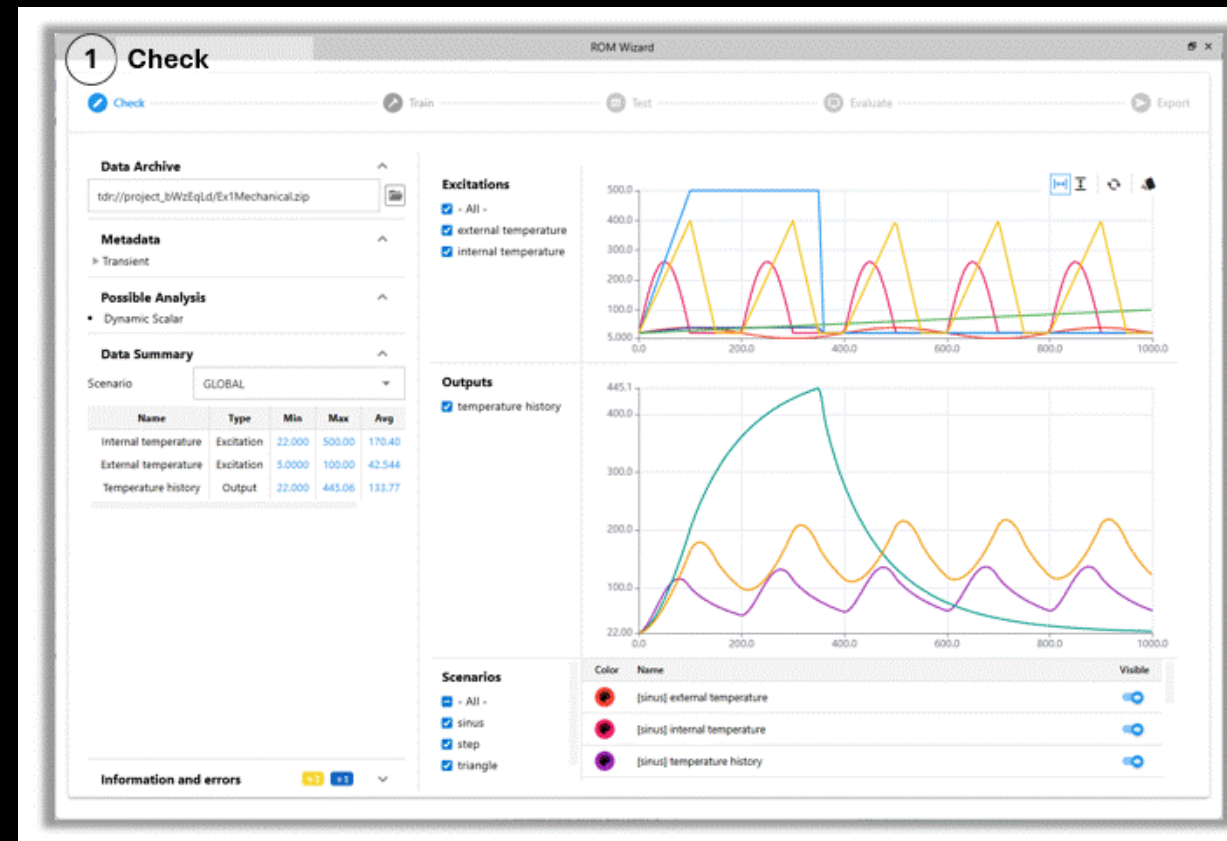 1 Check
ROM Wizard
Check Train Test Evaluate Export
Data Archive
tdr://project_bWzEqLd/Ex1Mechanical.zip
Metadata
Transient
Possible Analysis
Dynamic Scalar
Data Summary
Scenario GLOBAL
Name Type Min Max Avg
Internal temperature Excitation 22.000 500.00 170.40
External temperature Excitation 5.0000 100.00 42.544
Temperature history Output 22.000 445.06 133.77
Information and errors
Excitations
- All -
external temperature
internal temperature
500.0
400.0
300.0
200.0
100.0
5.000
0.0 200.0 400.0 600.0 800.0 1000.0
Outputs
temperature history
445.1
400.0
300.0
200.0
100.0
22.00
0.0 200.0 400.0 600.0 800.0 1000.0
Scenarios
- All -
sinus
step
triangle
Color Name Visible
[sinus] external temperature
[sinus] internal temperature
[sinus] temperature history